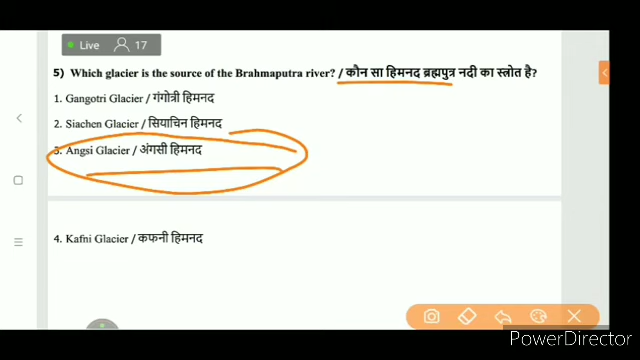 Live 17
5) Which glacier is the source of the Brahmaputra river? / कौन सा हिमनद ब्रह्मपुत्र नदी का स्त्रोत है?
1. Gangotri Glacier / गंगोत्री हिमनद
2. Siachen Glacier / सियाचिन हिमनद
3. Angsi Glacier / अंगसी हिमनद
4. Kafni Glacier / कफनी हिमनद
PowerDirector